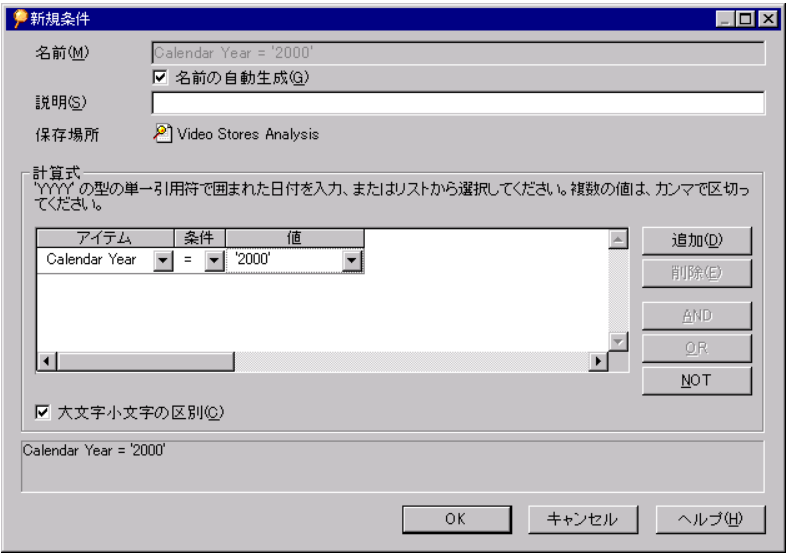 新規条件
名前(M) Calendar Year = '2000'
名前の自動生成(G)
説明(S)
保存場所 Video Stores Analysis
計算式
'YYYY' の型の単一引用符で囲まれた日付を入力、またはリストから選択してください。複数の値は、カンマで区切っ
てください。
アイテム 条件 値
Calendar Year = '2000'
追加(D)
削除(E)
AND
OR
NOT
大文字小文字の区別(C)
Calendar Year = '2000'
OK キャンセル ヘルプ(H)